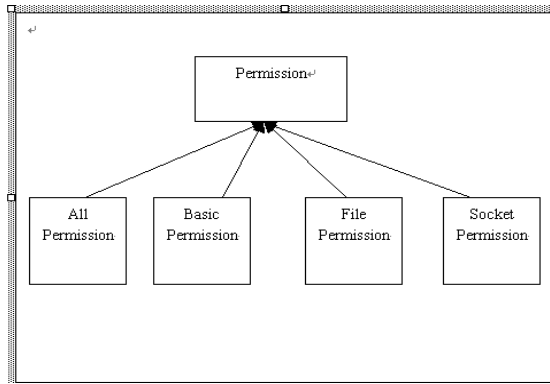 Permission
All
Permission
Basic
Permission
File
Permission
Socket
Permission